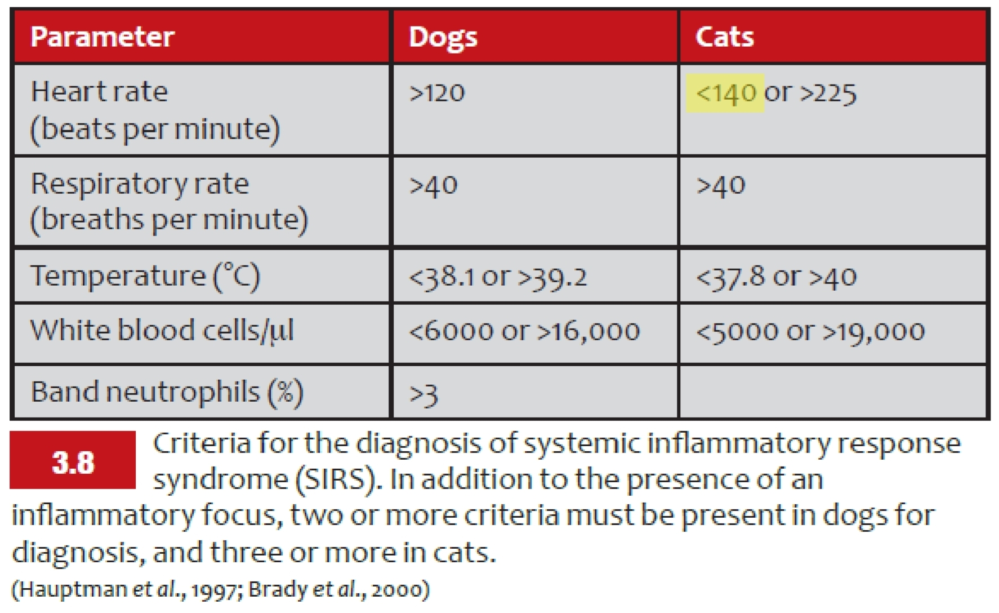 Parameter Dogs Cats
Heart rate >120 <140 or >225
(beats per minute)
Respiratory rate >40 >40
(breaths per minute)
Temperature (°C) <38.1 or >39.2 <37.8 or >40
White blood cells/µl <6000 or >16,000 <5000 or >19,000
Band neutrophils (%) >3
3.8 Criteria for the diagnosis of systemic inflammatory response
syndrome (SIRS). In addition to the presence of an
inflammatory focus, two or more criteria must be present in dogs for
diagnosis, and three or more in cats.
(Hauptman et al., 1997; Brady et al., 2000)